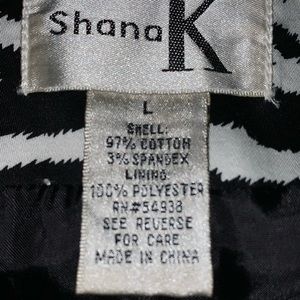 Shana K
L
SHELL:
97% COTTON
3% SPANDEX
LINING:
100% POLYESTER
RN#54938
SEE REVERSE
FOR CARE
MADE IN CHINA